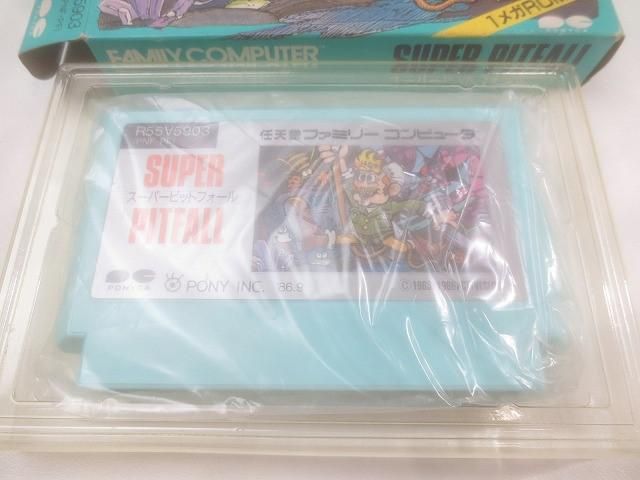 FAMILY COMPUTER
SUPER PITFALL
1メガROM
R55V5903
任天堂ファミリー コンピュータ
SUPER
スーパーピットフォール
PITFALL
PONYCA
PONY INC. '86.9